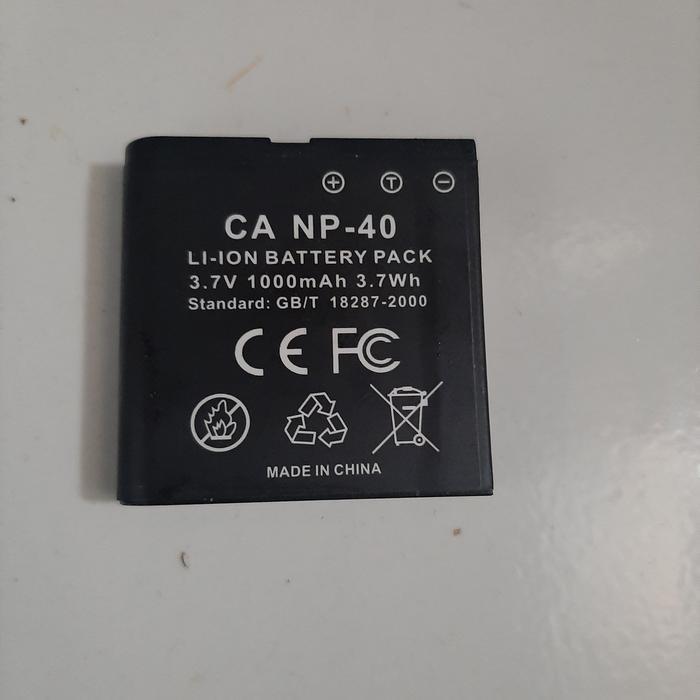 + T -
CA NP-40
LI-ION BATTERY PACK
3.7V 1000mAh 3.7Wh
Standard: GB/T 18287-2000
CE FC
MADE IN CHINA